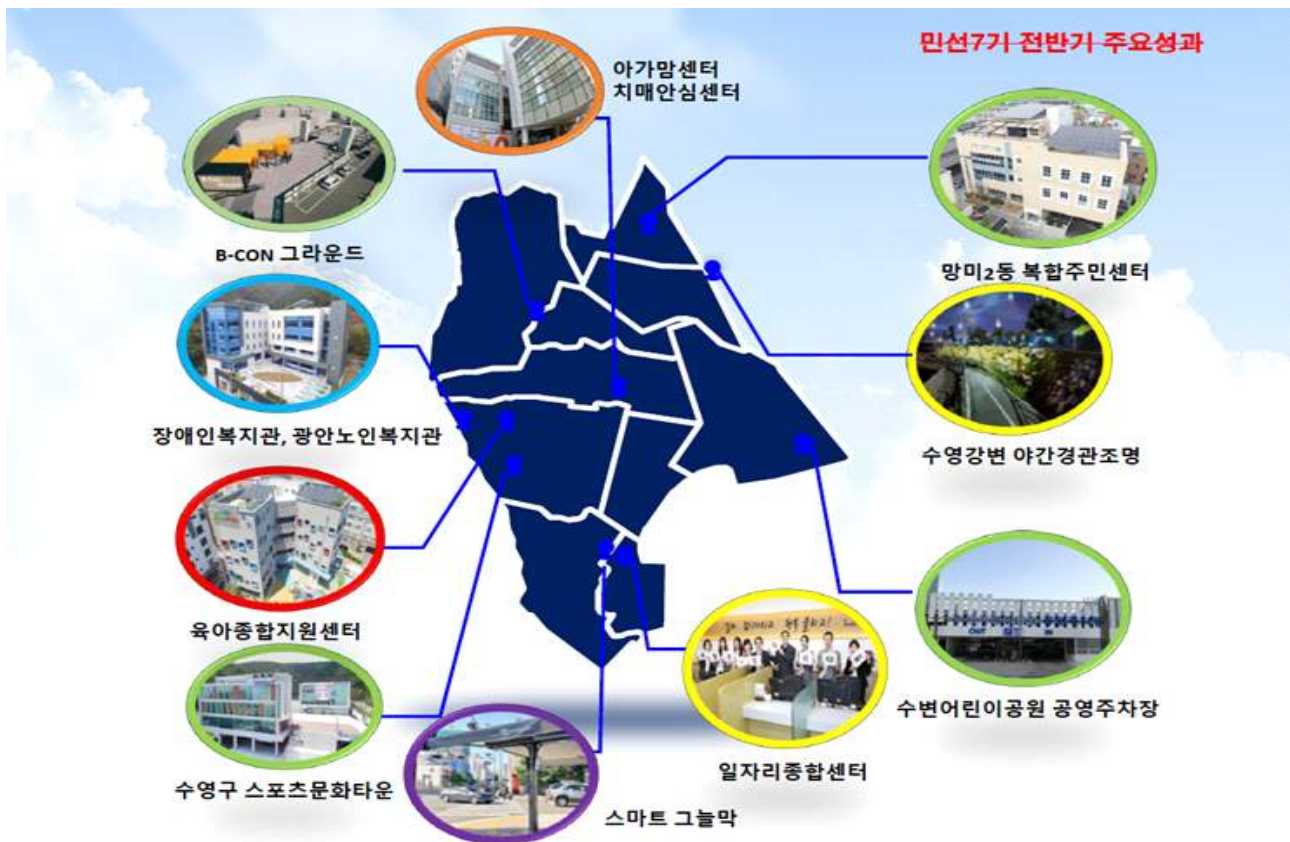 민선7기 전반기 주요성과
아가맘센터
치매안심센터
B-CON 그라운드
망미2동 복합주민센터
장애인복지관, 광안노인복지관
수영강변 야간경관조명
육아종합지원센터
수변어린이공원 공영주차장
일자리종합센터
수영구 스포츠문화타운
스마트 그늘막
OUT
IN